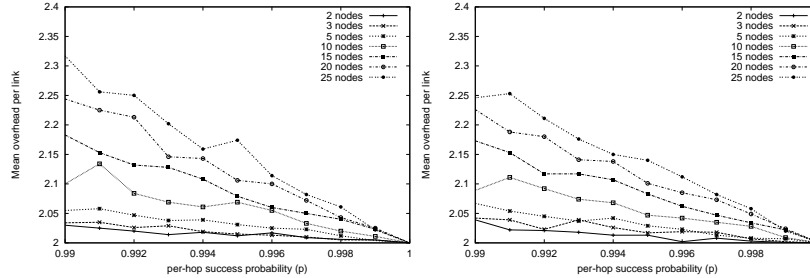 2.4
2.35
2.3
2.25
2.2
2.15
2.1
2.05
2
Mean overhead per link
2 nodes
3 nodes
5 nodes
10 nodes
15 nodes
20 nodes
25 nodes
0.99 0.992 0.994 0.996 0.998 1
per-hop success probability (p)
2.4
2.35
2.3
2.25
2.2
2.15
2.1
2.05
2
Mean overhead per link
2 nodes
3 nodes
5 nodes
10 nodes
15 nodes
20 nodes
25 nodes
0.99 0.992 0.994 0.996 0.998 1
per-hop success probability (p)